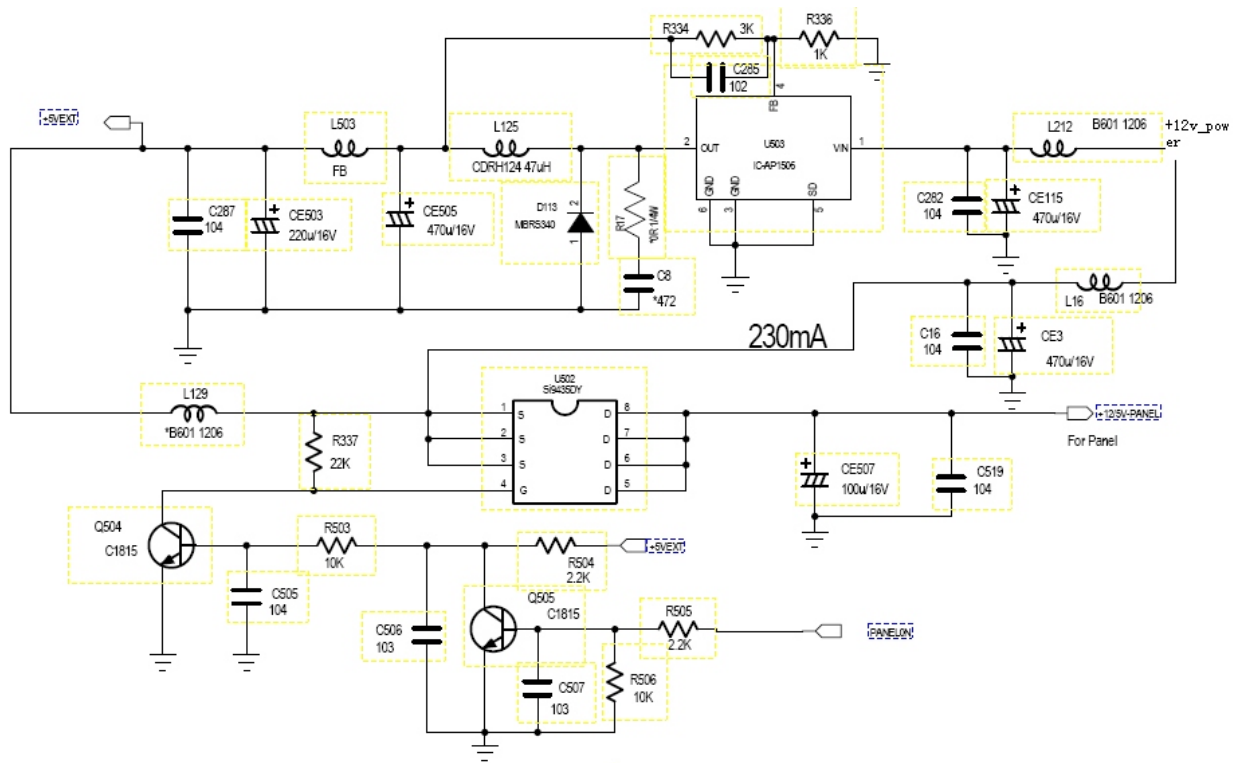 R334
3K
R336
1K
C285
102
4
FB
+5VEXT
L503
FB
L125
CDRH124 47uH
2
OUT
U503
IC-AP1506
VIN
1
GND
GND
SD
6
3
5
L212
B601 1206
+12v_pow
er
C287
104
CE503
220u/16V
CE505
470u/16V
D113
MBRS340
2
1
R17
*0R 1/4W
C8
*472
C282
104
CE115
470u/16V
L16
B601 1206
C16
104
CE3
470u/16V
230mA
L129
*B601 1206
R337
22K
U502
Si9435DY
1
S
D
8
2
S
D
7
3
S
D
6
4
G
D
5
+12/5V-PANEL
For Panel
CE507
100u/16V
C519
104
Q504
C1815
R503
10K
C505
104
R504
2.2K
+5VEXT
C506
103
Q505
C1815
R505
2.2K
PANELON
C507
103
R506
10K